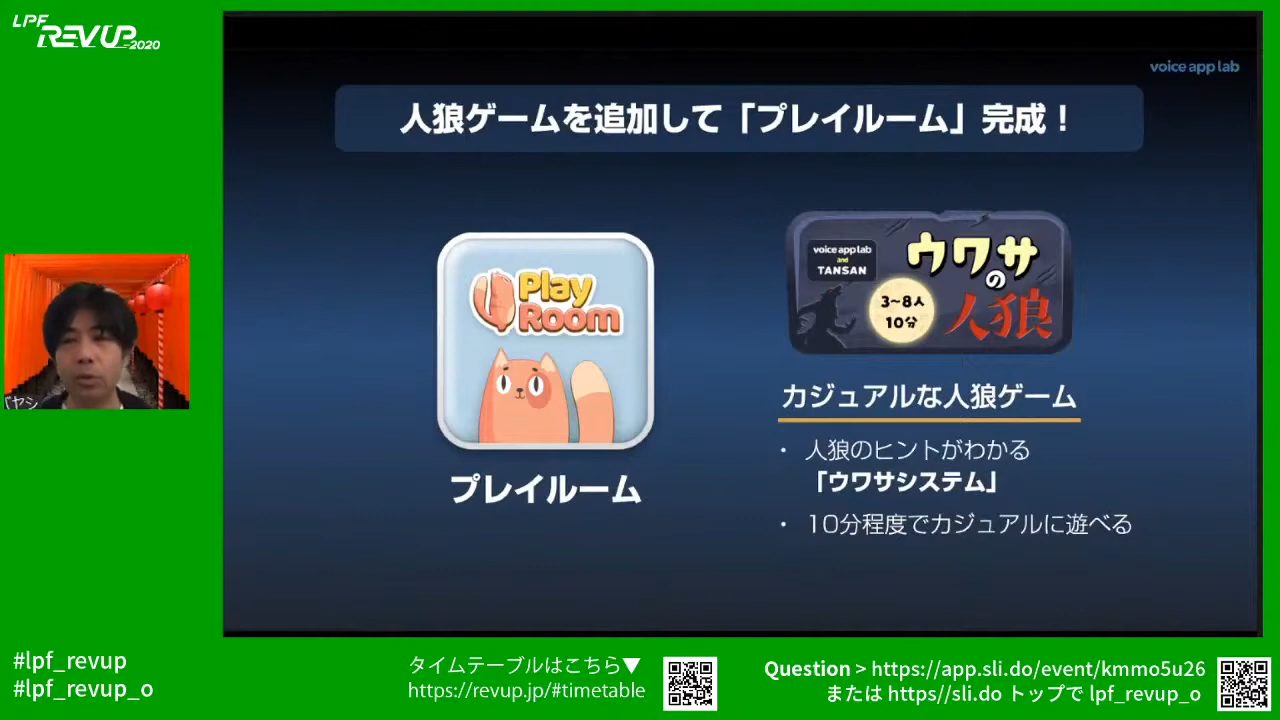 LPF
REVUP 2020
voice app lab
人狼ゲームを追加して「プレイルーム」完成！
Play
Room
プレイルーム
voice app lab
and
TANSAN
ウワサ
の
人狼
3〜8人
10分
カジュアルな人狼ゲーム
・ 人狼のヒントがわかる
「ウワサシステム」
・ 10分程度でカジュアルに遊べる
バヤシ
#lpf_revup
#lpf_revup_o
タイムテーブルはこちら▼
https://revup.jp/#timetable
Question > https://app.sli.do/event/kmmo5u26
または https//sli.do トップで lpf_revup_o